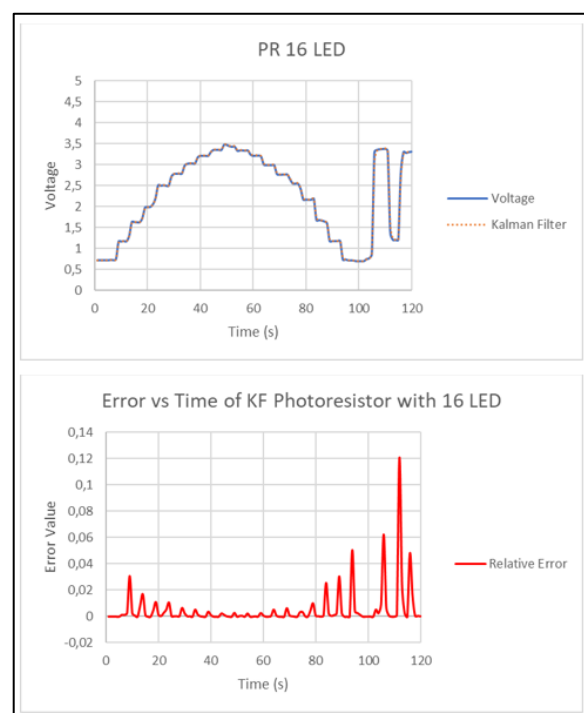 PR 16 LED
5
4,5
4
3,5
3
2,5
2
1,5
1
0,5
0
Voltage
0 20 40 60 80 100 120
Time (s)
Voltage
Kalman Filter
Error vs Time of KF Photoresistor with 16 LED
0,14
0,12
0,1
0,08
0,06
0,04
0,02
0
-0,02
Error Value
0 20 40 60 80 100 120
Time (s)
Relative Error